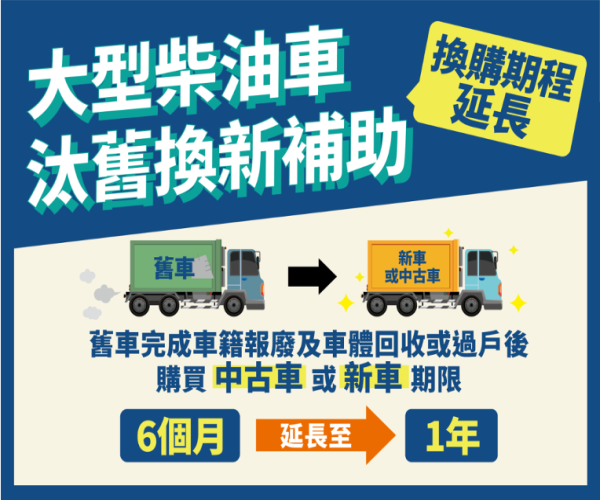 大型柴油車
汰舊換新補助
換購期程
延長
舊車
新車
或中古車
舊車完成車籍報廢及車體回收或過戶後
購買 中古車 或 新車 期限
6個月
延長至
1年